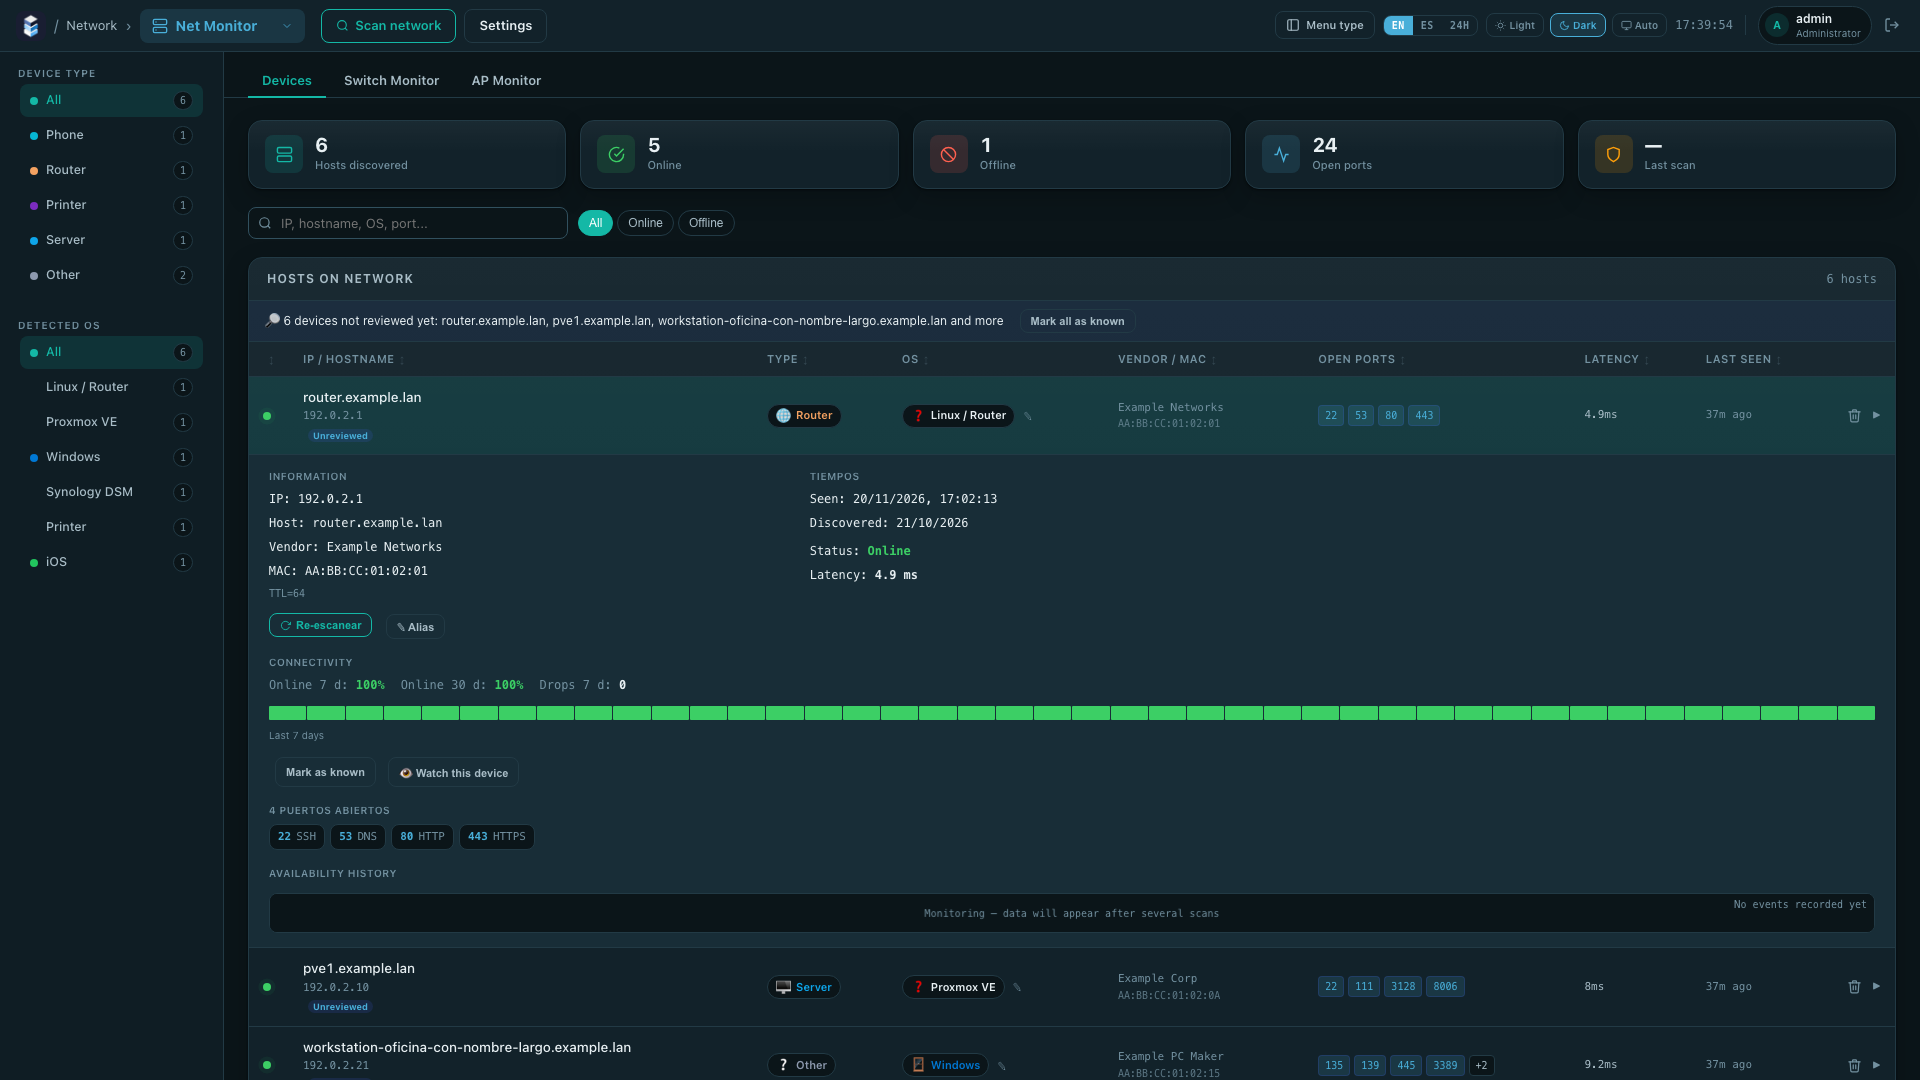 / Network › Net Monitor
Scan network
Settings
Menu type
EN ES 24H
Light
Dark
Auto
17:39:54
A
admin
Administrator
DEVICE TYPE
All 6
Phone 1
Router 1
Printer 1
Server 1
Other 2
DETECTED OS
All 6
Linux / Router 1
Proxmox VE 1
Windows 1
Synology DSM 1
Printer 1
iOS 1
Devices
Switch Monitor
AP Monitor
6
Hosts discovered
5
Online
1
Offline
24
Open ports
—
Last scan
IP, hostname, OS, port...
All
Online
Offline
HOSTS ON NETWORK
6 hosts
6 devices not reviewed yet: router.example.lan, pve1.example.lan, workstation-oficina-con-nombre-largo.example.lan and more
Mark all as known
IP / HOSTNAME
TYPE
OS
VENDOR / MAC
OPEN PORTS
LATENCY
LAST SEEN
router.example.lan
192.0.2.1
Unreviewed
Router
? Linux / Router
Example Networks
AA:BB:CC:01:02:01
22 53 80 443
4.9ms
37m ago
INFORMATION
IP: 192.0.2.1
Host: router.example.lan
Vendor: Example Networks
MAC: AA:BB:CC:01:02:01
TTL=64
Re-escanear
Alias
TIEMPOS
Seen: 20/11/2026, 17:02:13
Discovered: 21/10/2026
Status: Online
Latency: 4.9 ms
CONNECTIVITY
Online 7 d: 100% Online 30 d: 100% Drops 7 d: 0
Last 7 days
Mark as known
Watch this device
4 PUERTOS ABIERTOS
22 SSH
53 DNS
80 HTTP
443 HTTPS
AVAILABILITY HISTORY
Monitoring — data will appear after several scans
No events recorded yet
pve1.example.lan
192.0.2.10
Unreviewed
Server
? Proxmox VE
Example Corp
AA:BB:CC:01:02:0A
22 111 3128 8006
8ms
37m ago
workstation-oficina-con-nombre-largo.example.lan
192.0.2.21
? Other
Windows
Example PC Maker
AA:BB:CC:01:02:15
135 139 445 3389 +2
9.2ms
37m ago